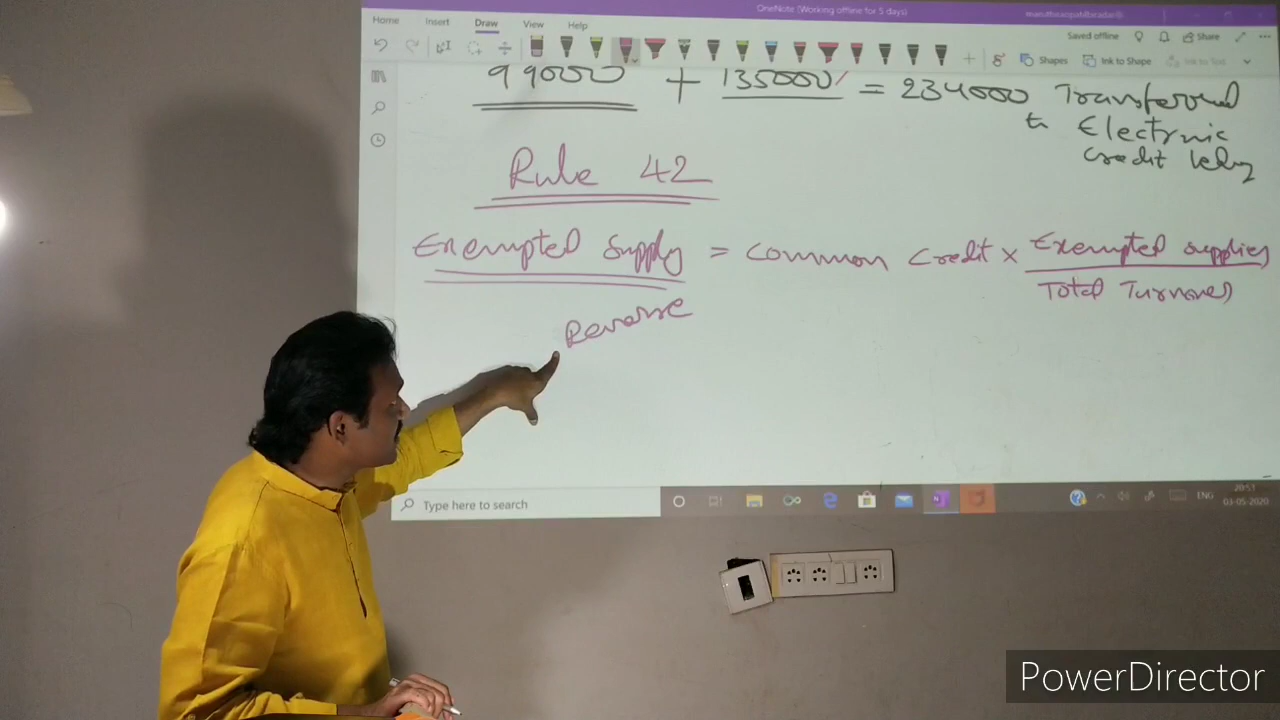 OneNote (Working offline for 5 days)
Home Insert Draw View Help
Saved offline Share
Shapes Ink to Shape Ink to Text
99000 + 135000/- = 234000 Transferred
to Electronic
credit
Rule 42
Exempted Supply = common credit × Exempted supplies
Total Turnover
Reverse
Type here to search
ENG
20:51
03-05-2020
PowerDirector